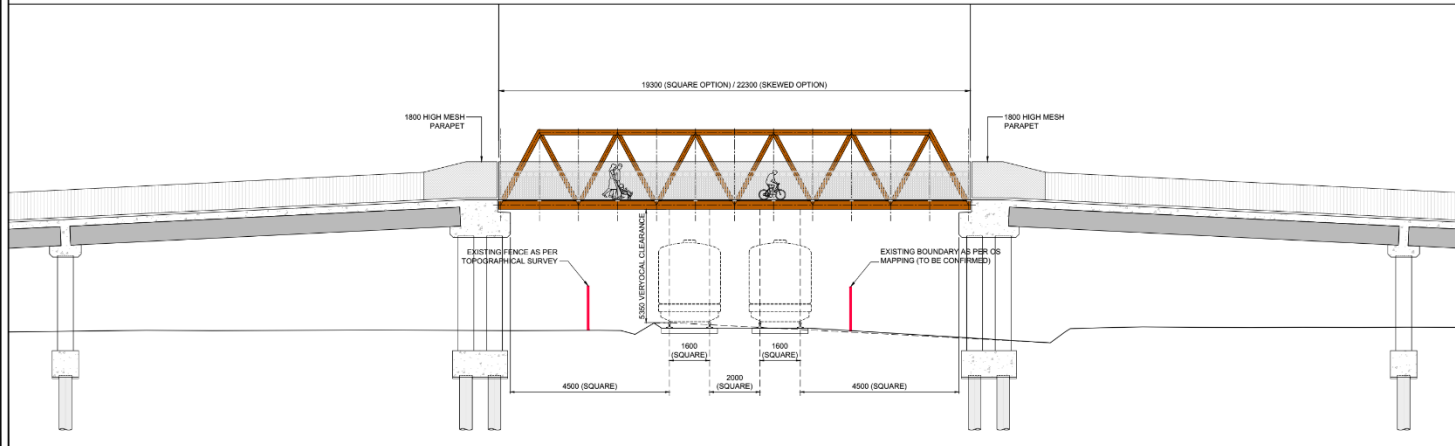 19300 (SQUARE OPTION) / 22300 (SKEWED OPTION)
1800 HIGH MESH
PARAPET
1800 HIGH MESH
PARAPET
EXISTING FENCE AS PER
TOPOGRAPHICAL SURVEY
5350 VERYOCAL CLEARANCE
EXISTING BOUNDARY AS PER OS
MAPPING (TO BE CONFIRMED)
1600
(SQUARE)
1600
(SQUARE)
4500 (SQUARE)
2000
(SQUARE)
4500 (SQUARE)